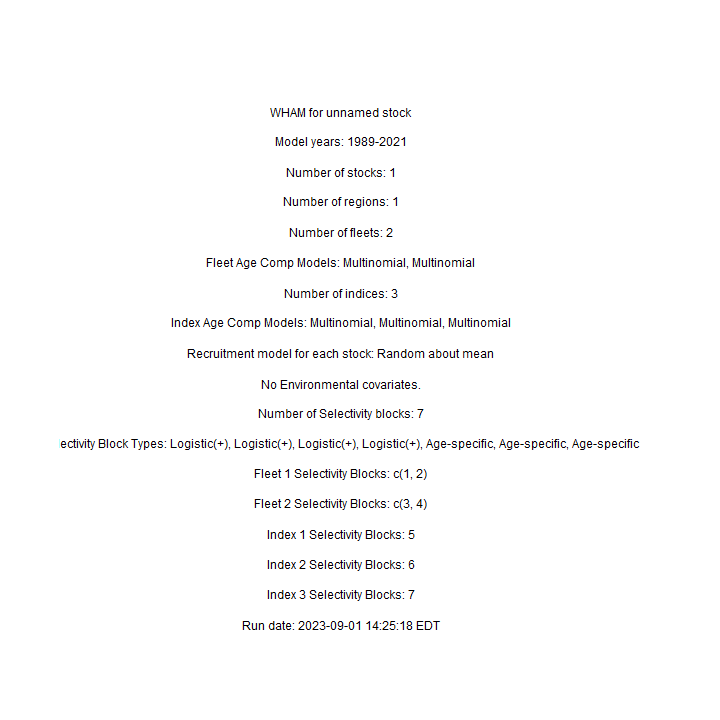 WHAM for unnamed stock
Model years: 1989-2021
Number of stocks: 1
Number of regions: 1
Number of fleets: 2
Fleet Age Comp Models: Multinomial, Multinomial
Number of indices: 3
Index Age Comp Models: Multinomial, Multinomial, Multinomial
Recruitment model for each stock: Random about mean
No Environmental covariates.
Number of Selectivity blocks: 7
ectivity Block Types: Logistic(+), Logistic(+), Logistic(+), Logistic(+), Age-specific, Age-specific, Age-specific
Fleet 1 Selectivity Blocks: c(1, 2)
Fleet 2 Selectivity Blocks: c(3, 4)
Index 1 Selectivity Blocks: 5
Index 2 Selectivity Blocks: 6
Index 3 Selectivity Blocks: 7
Run date: 2023-09-01 14:25:18 EDT